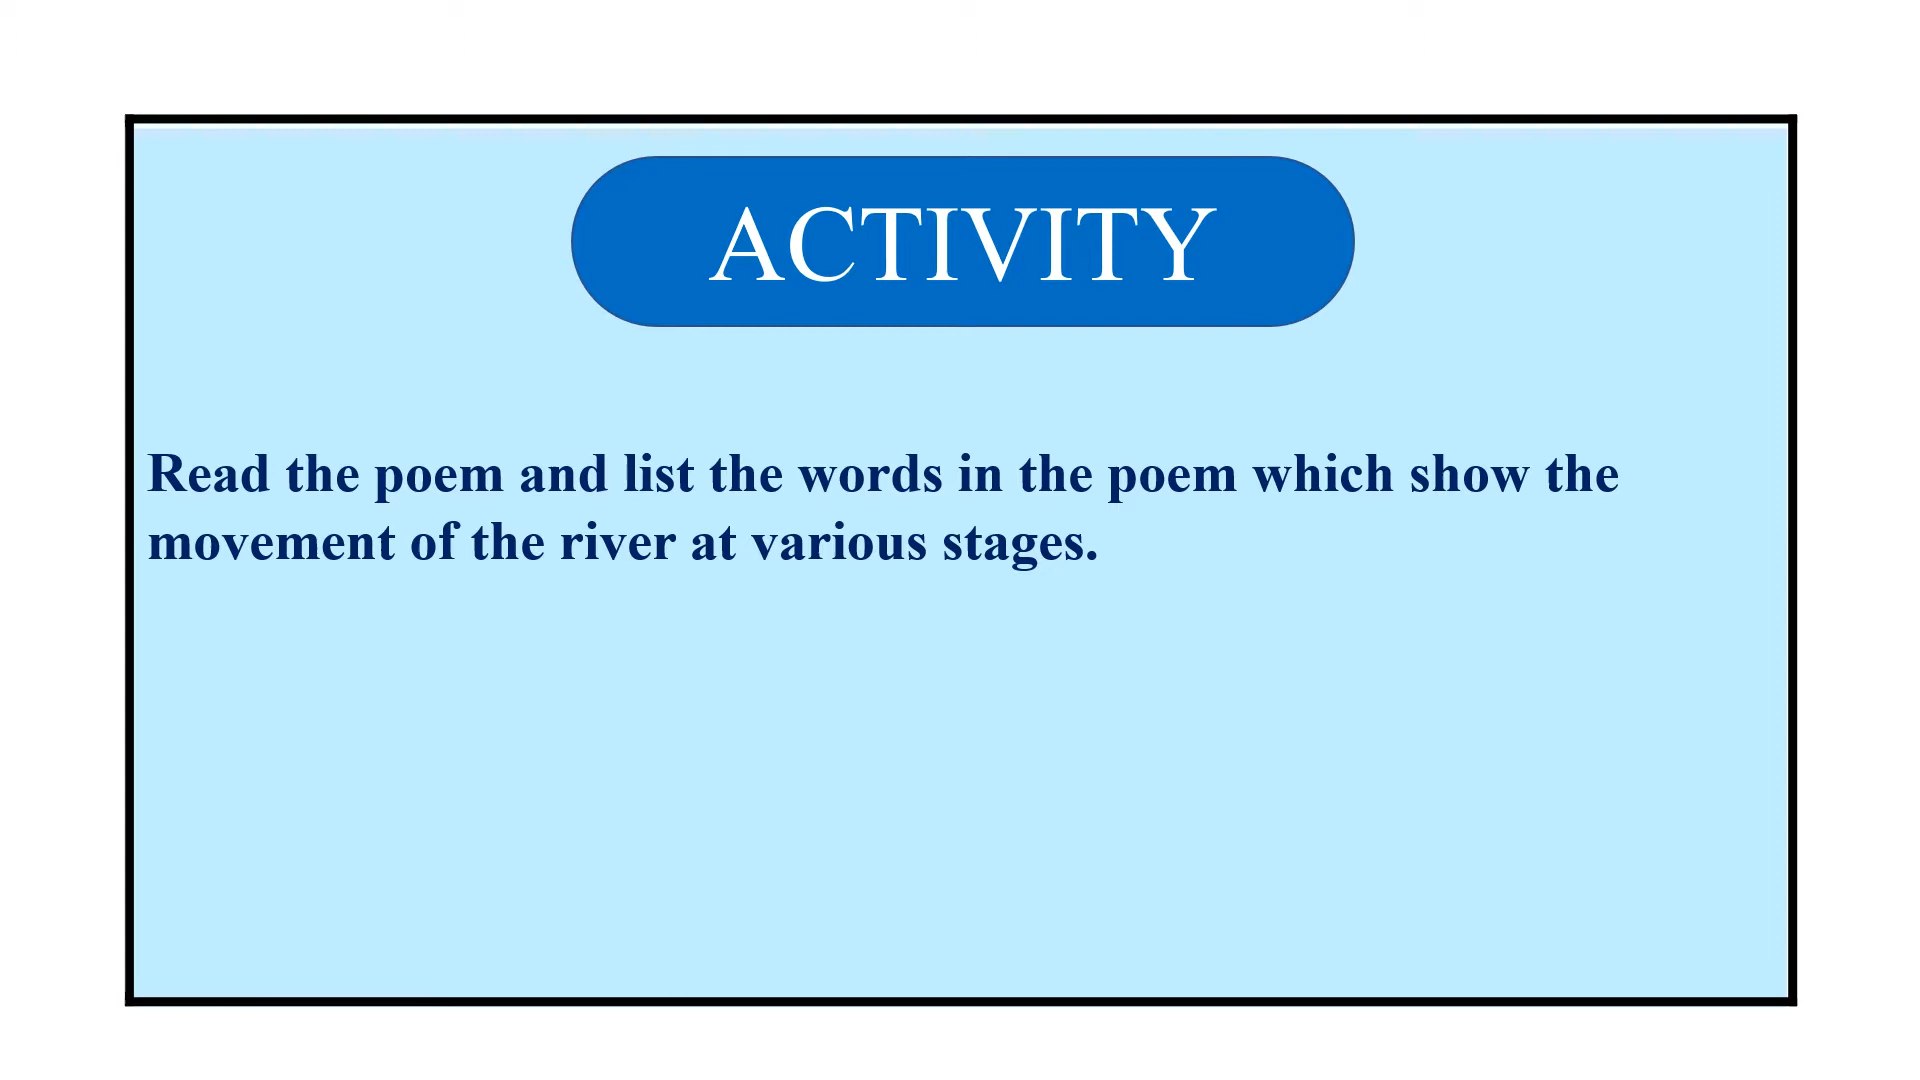 ACTIVITY
Read the poem and list the words in the poem which show the
movement of the river at various stages.